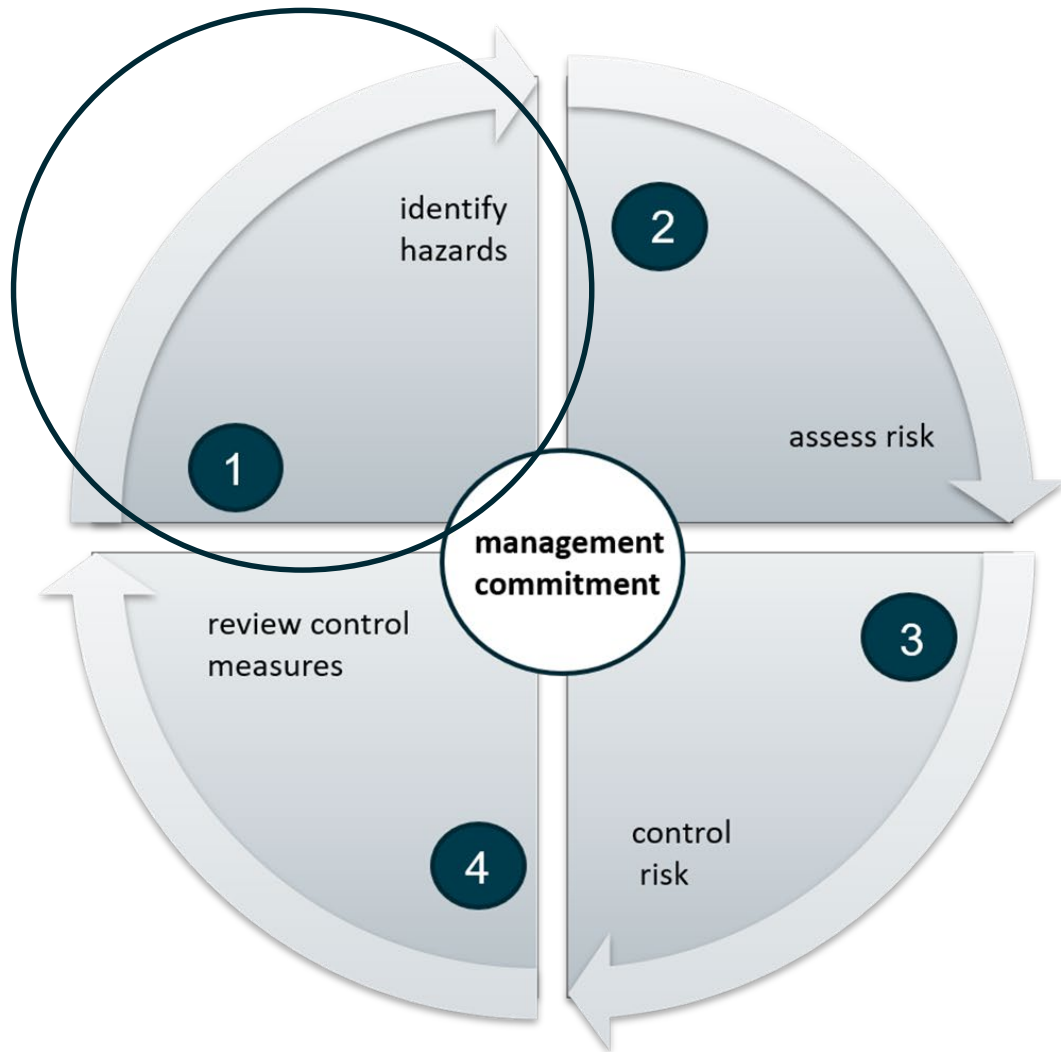 identify
hazards
1
2
assess risk
management
commitment
3
control
risk
4
review control
measures